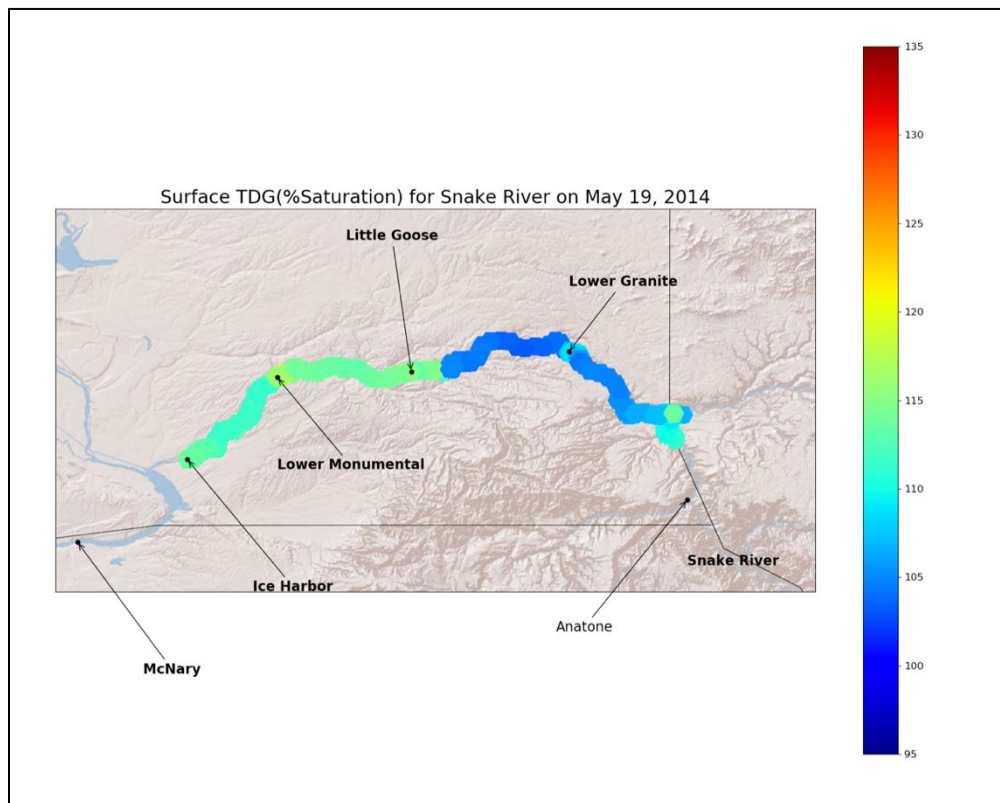 Surface TDG(%Saturation) for Snake River on May 19, 2014
Little Goose
Lower Granite
Lower Monumental
Ice Harbor
Snake River
Anatone
McNary
135
130
125
120
115
110
105
100
95